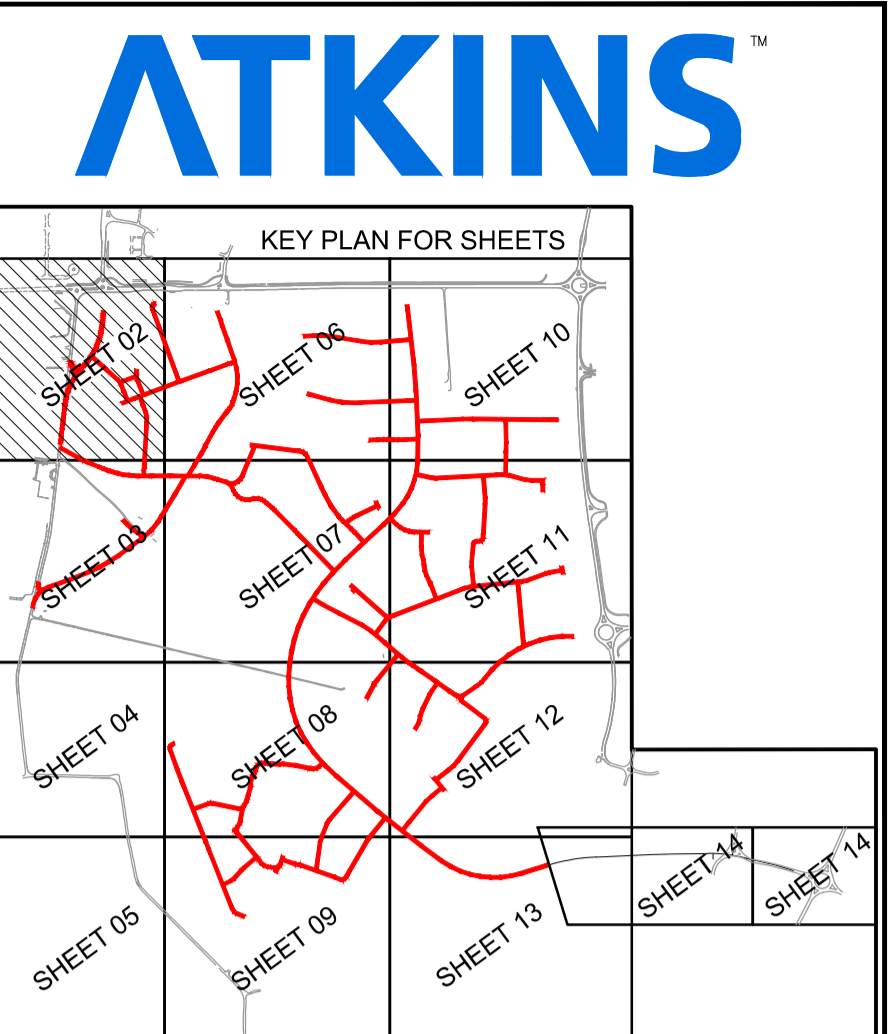 ATKINS™
KEY PLAN FOR SHEETS
SHEET 02
SHEET 06
SHEET 10
SHEET 03
SHEET 07
SHEET 11
SHEET 04
SHEET 08
SHEET 12
SHEET 14
SHEET 14
SHEET 05
SHEET 09
SHEET 13